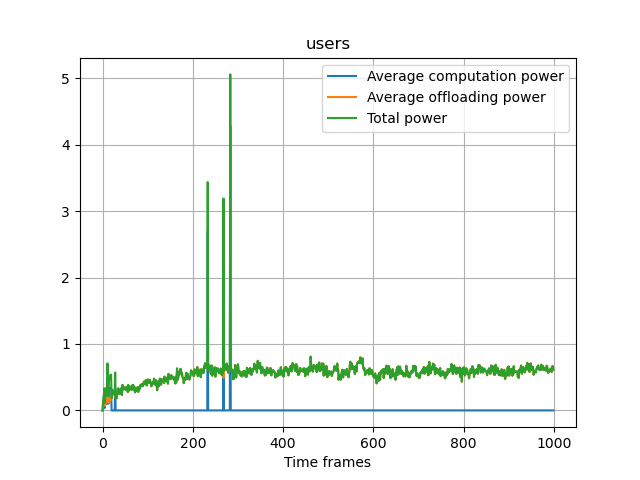 users
Average computation power
Average offloading power
Total power
5
4
3
2
1
0
0 200 400 600 800 1000
Time frames